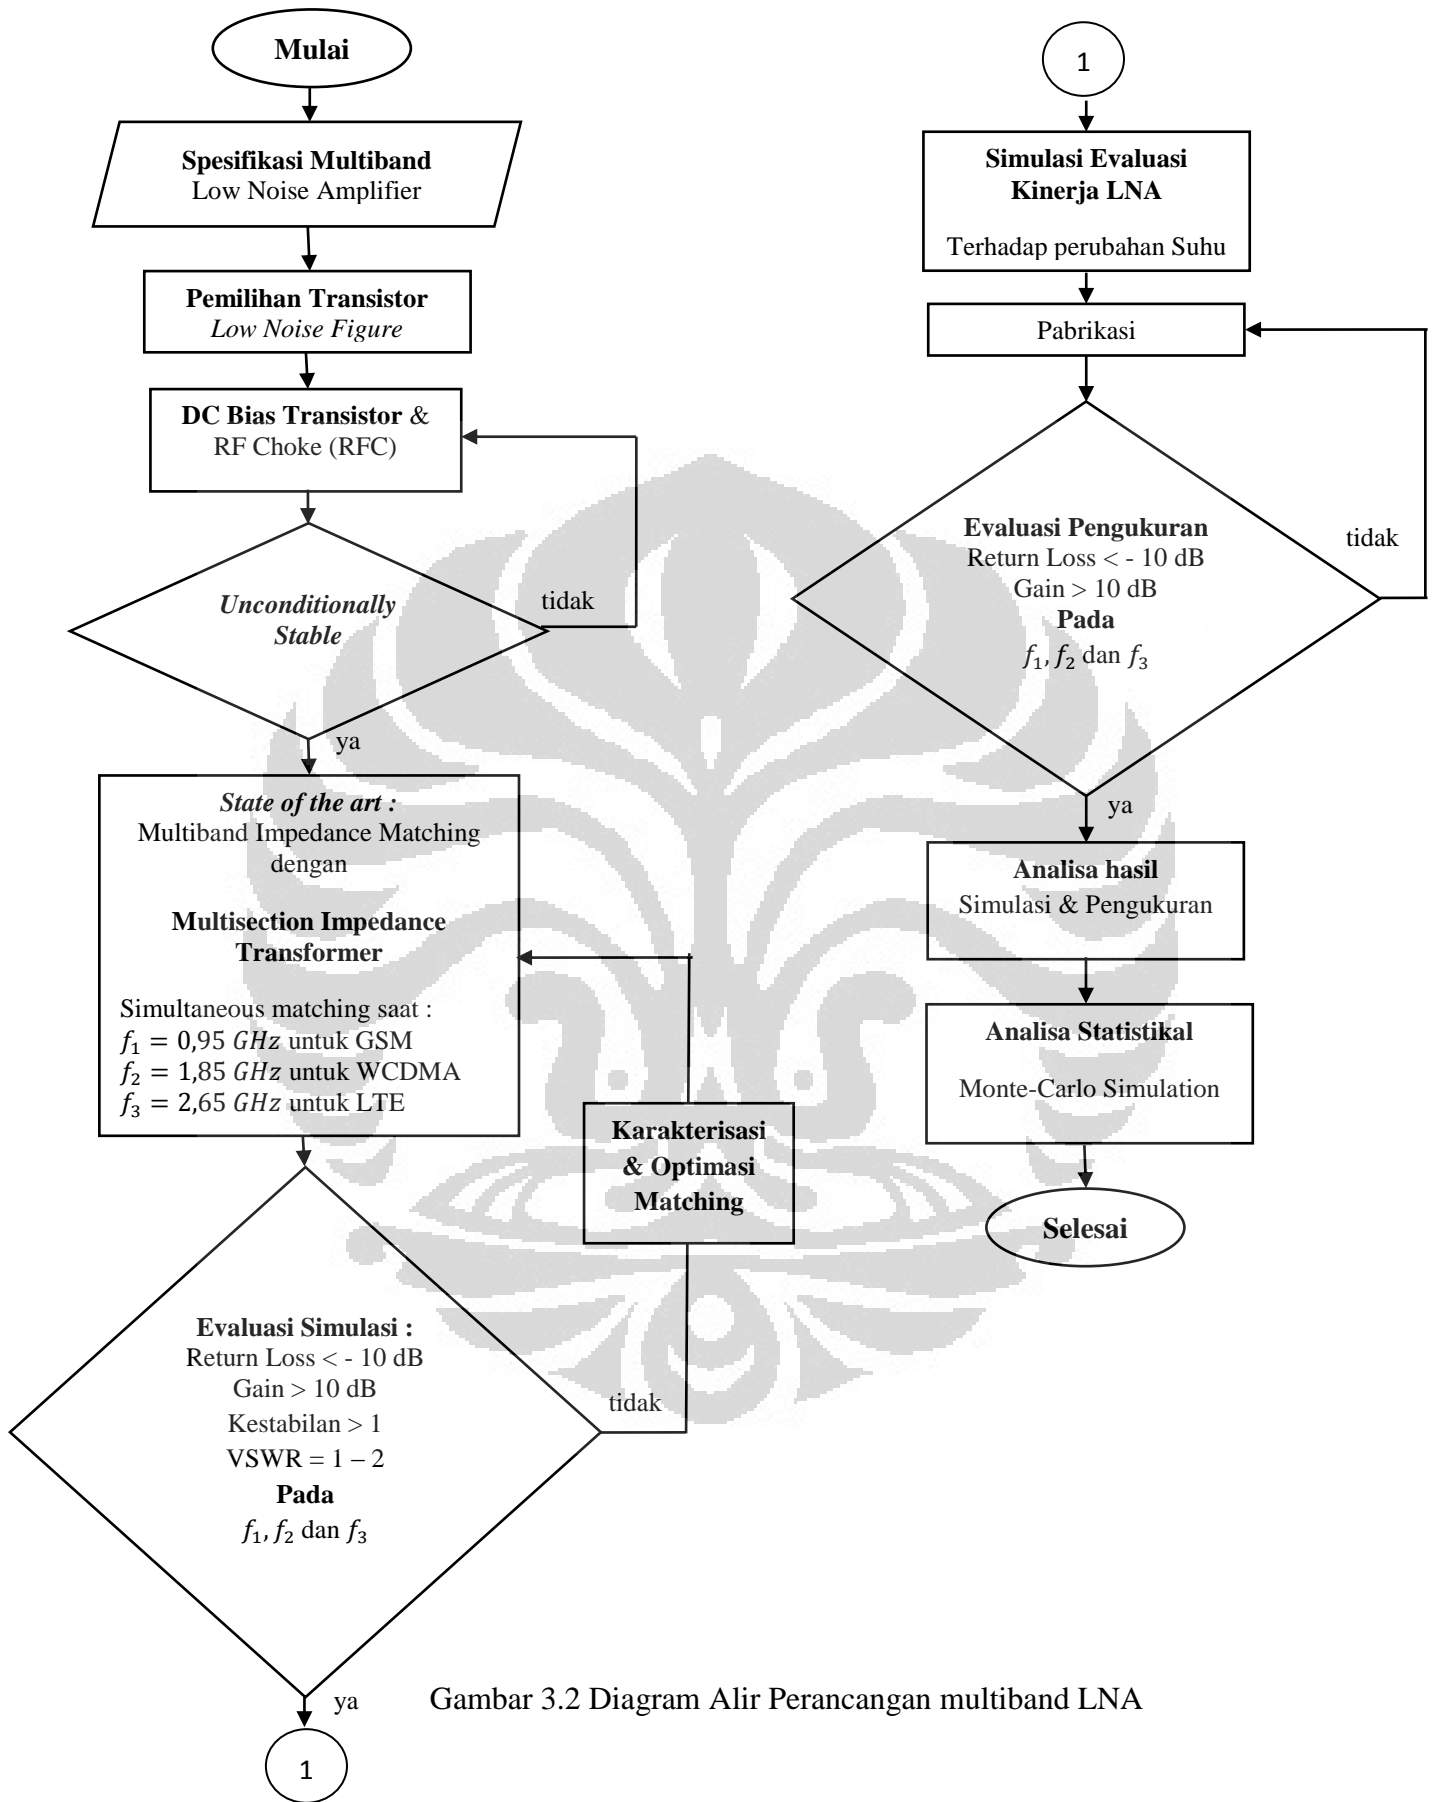 Mulai
Spesifikasi Multiband
Low Noise Amplifier
Pemilihan Transistor
Low Noise Figure
DC Bias Transistor &
RF Choke (RFC)
Unconditionally
Stable
tidak
ya
State of the art :
Multiband Impedance Matching
dengan
Multisection Impedance
Transformer
Simultaneous matching saat :
f₁ = 0,95 GHz untuk GSM
f₂ = 1,85 GHz untuk WCDMA
f₃ = 2,65 GHz untuk LTE
Karakterisasi
& Optimasi
Matching
Evaluasi Simulasi :
Return Loss < - 10 dB
Gain > 10 dB
Kestabilan > 1
VSWR = 1 – 2
Pada
f₁, f₂ dan f₃
tidak
ya
1
1
Simulasi Evaluasi
Kinerja LNA
Terhadap perubahan Suhu
Pabrikasi
Evaluasi Pengukuran
Return Loss < - 10 dB
Gain > 10 dB
Pada
f₁, f₂ dan f₃
tidak
ya
Analisa hasil
Simulasi & Pengukuran
Analisa Statistikal
Monte-Carlo Simulation
Selesai
Gambar 3.2 Diagram Alir Perancangan multiband LNA